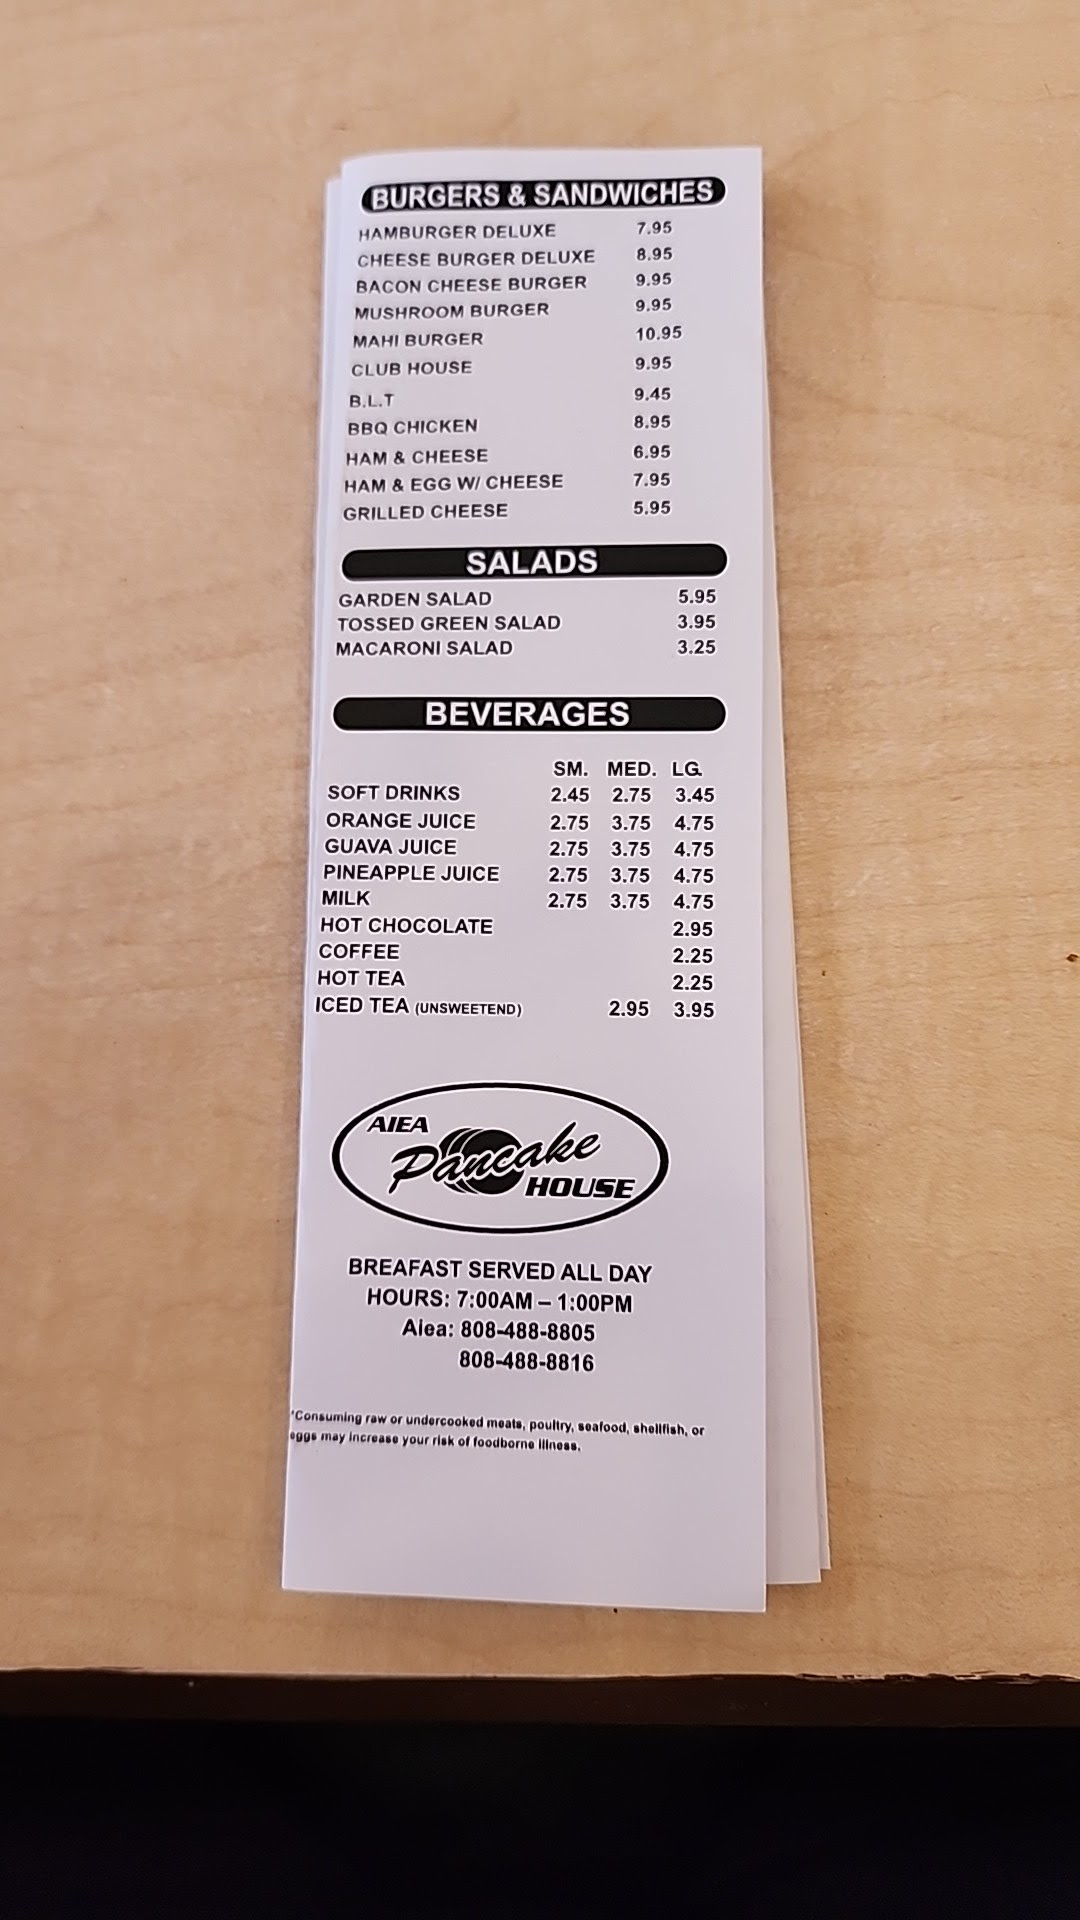 BURGERS & SANDWICHES
HAMBURGER DELUXE 7.95
CHEESE BURGER DELUXE 8.95
BACON CHEESE BURGER 9.95
MUSHROOM BURGER 9.95
MAHI BURGER 10.95
CLUB HOUSE 9.95
B.L.T 9.45
BBQ CHICKEN 8.95
HAM & CHEESE 6.95
HAM & EGG W/ CHEESE 7.95
GRILLED CHEESE 5.95
SALADS
GARDEN SALAD 5.95
TOSSED GREEN SALAD 3.95
MACARONI SALAD 3.25
BEVERAGES
SM. MED. LG.
SOFT DRINKS 2.45 2.75 3.45
ORANGE JUICE 2.75 3.75 4.75
GUAVA JUICE 2.75 3.75 4.75
PINEAPPLE JUICE 2.75 3.75 4.75
MILK 2.75 3.75 4.75
HOT CHOCOLATE 2.95
COFFEE 2.25
HOT TEA 2.25
ICED TEA (UNSWEETEND) 2.95 3.95
AIEA
Pancake
HOUSE
BREAFAST SERVED ALL DAY
HOURS: 7:00AM – 1:00PM
Aiea: 808-488-8805
808-488-8816
*Consuming raw or undercooked meats, poultry, seafood, shellfish, or
eggs may increase your risk of foodborne illness.